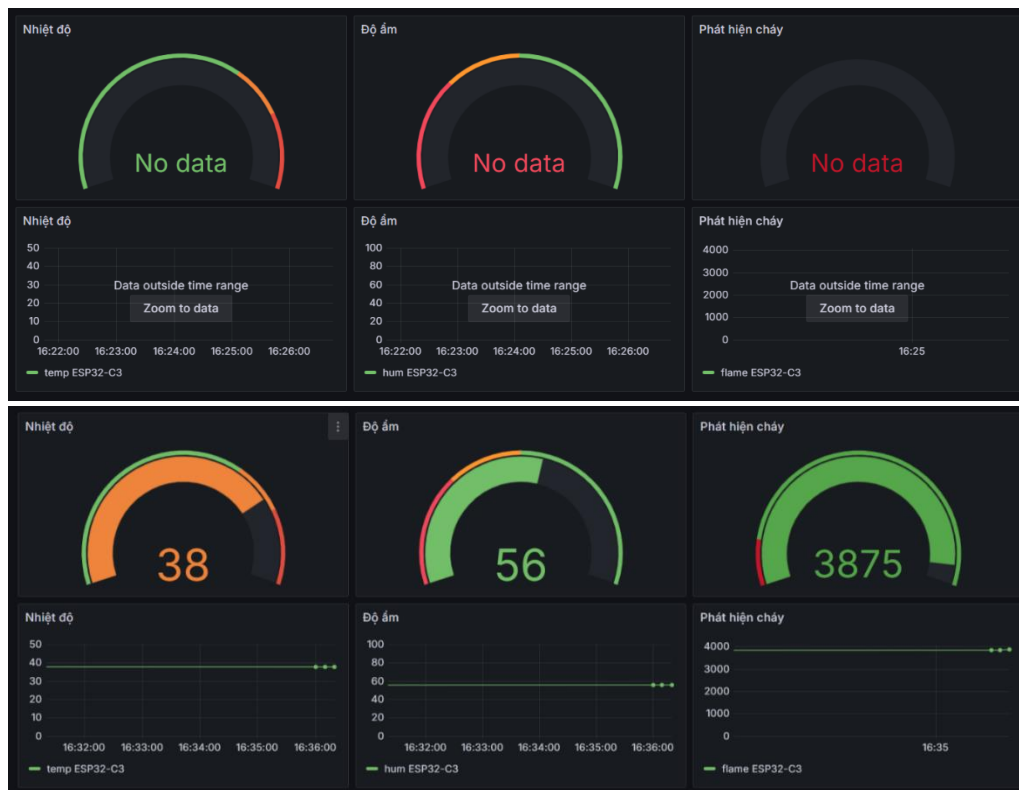 Nhiệt độ
Độ ẩm
Phát hiện cháy
No data
No data
No data
Nhiệt độ
50
40
30
20
10
0
Data outside time range
Zoom to data
16:22:00 16:23:00 16:24:00 16:25:00 16:26:00
temp ESP32-C3
Độ ẩm
100
80
60
40
20
0
Data outside time range
Zoom to data
16:22:00 16:23:00 16:24:00 16:25:00 16:26:00
hum ESP32-C3
Phát hiện cháy
4000
3000
2000
1000
0
Data outside time range
Zoom to data
16:25
flame ESP32-C3
Nhiệt độ
Độ ẩm
Phát hiện cháy
38
56
3875
Nhiệt độ
50
40
30
20
10
0
16:32:00 16:33:00 16:34:00 16:35:00 16:36:00
temp ESP32-C3
Độ ẩm
100
80
60
40
20
0
16:32:00 16:33:00 16:34:00 16:35:00 16:36:00
hum ESP32-C3
Phát hiện cháy
4000
3000
2000
1000
0
16:35
flame ESP32-C3